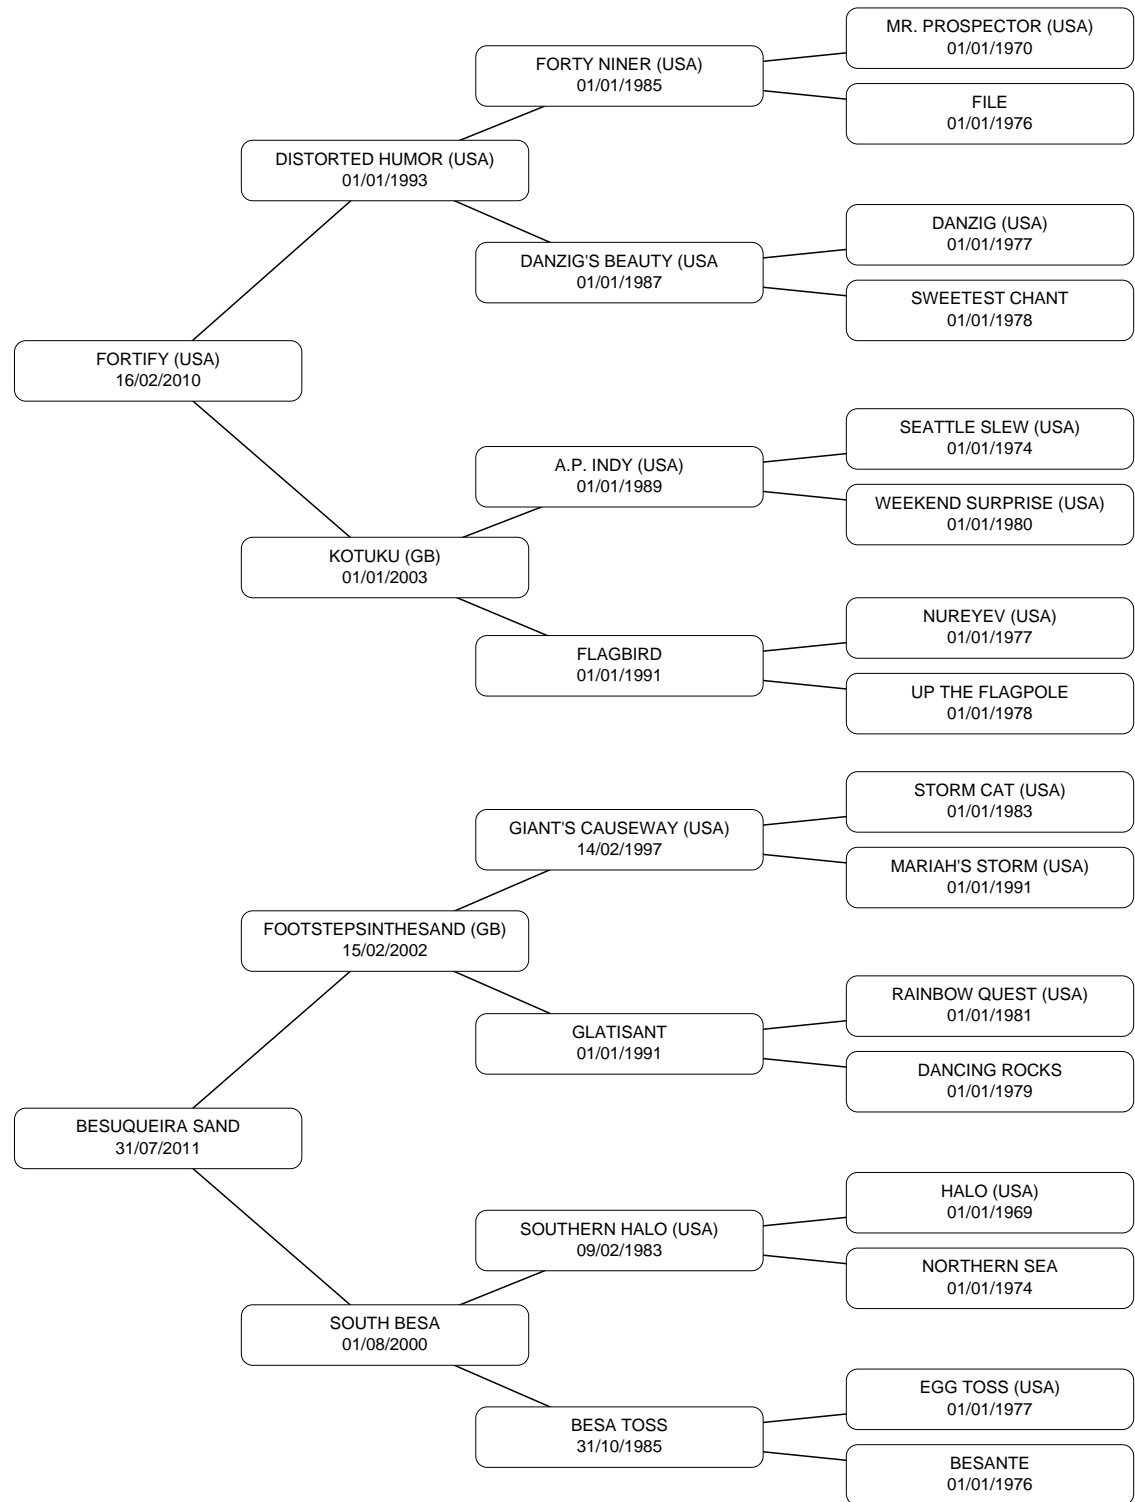 MR. PROSPECTOR (USA)
01/01/1970
FORTY NINER (USA)
01/01/1985
FILE
01/01/1976
DISTORTED HUMOR (USA)
01/01/1993
DANZIG (USA)
01/01/1977
DANZIG'S BEAUTY (USA
01/01/1987
SWEETEST CHANT
01/01/1978
FORTIFY (USA)
16/02/2010
SEATTLE SLEW (USA)
01/01/1974
A.P. INDY (USA)
01/01/1989
WEEKEND SURPRISE (USA)
01/01/1980
KOTUKU (GB)
01/01/2003
NUREYEV (USA)
01/01/1977
FLAGBIRD
01/01/1991
UP THE FLAGPOLE
01/01/1978
STORM CAT (USA)
01/01/1983
GIANT'S CAUSEWAY (USA)
14/02/1997
MARIAH'S STORM (USA)
01/01/1991
FOOTSTEPSINTHESAND (GB)
15/02/2002
RAINBOW QUEST (USA)
01/01/1981
GLATISANT
01/01/1991
DANCING ROCKS
01/01/1979
BESUQUEIRA SAND
31/07/2011
HALO (USA)
01/01/1969
SOUTHERN HALO (USA)
09/02/1983
NORTHERN SEA
01/01/1974
SOUTH BESA
01/08/2000
EGG TOSS (USA)
01/01/1977
BESA TOSS
31/10/1985
BESANTE
01/01/1976